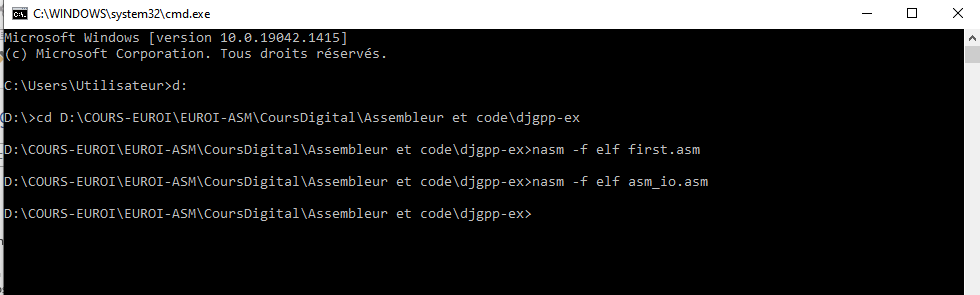 C:\WINDOWS\system32\cmd.exe
Microsoft Windows [version 10.0.19042.1415]
(c) Microsoft Corporation. Tous droits réservés.
C:\Users\Utilisateur>d:
D:\>cd D:\COURS-EUROI\EUROI-ASM\CoursDigital\Assembleur et code\djgpp-ex
D:\COURS-EUROI\EUROI-ASM\CoursDigital\Assembleur et code\djgpp-ex>nasm -f elf first.asm
D:\COURS-EUROI\EUROI-ASM\CoursDigital\Assembleur et code\djgpp-ex>nasm -f elf asm_io.asm
D:\COURS-EUROI\EUROI-ASM\CoursDigital\Assembleur et code\djgpp-ex>